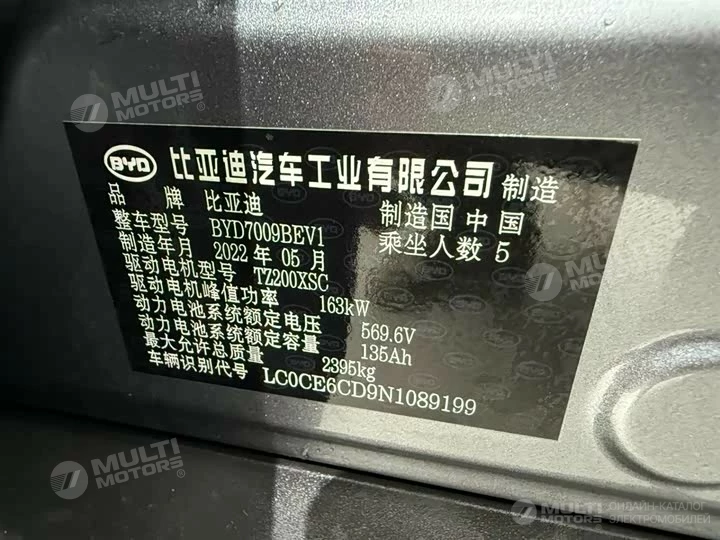 BYD 比亚迪汽车工业有限公司 制造
品 牌 比亚迪 制造国 中国
整车型号 BYD7009BEV1 乘坐人数 5
制造年月 2022 年 05 月
驱动电机型号 TZ200XSC
驱动电机峰值功率 163kW
动力电池系统额定电压 569.6V
动力电池系统额定容量 135Ah
最大允许总质量 2395kg
车辆识别代号 LC0CE6CD9N1089199
MULTI MOTORS®
MULTI MOTORS®
MULTI MOTORS®
MULTI MOTORS ОНЛАЙН-КАТАЛОГ ЭЛЕКТРОМОБИЛЕЙ